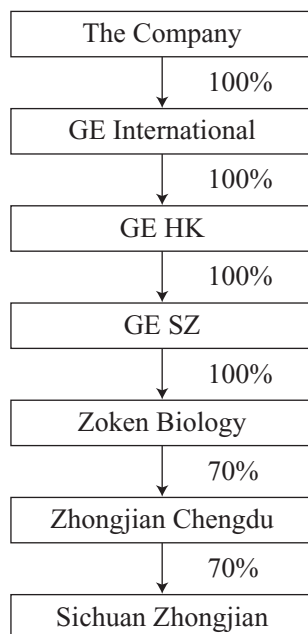 The Company
100%
GE International
100%
GE HK
100%
GE SZ
100%
Zoken Biology
70%
Zhongjian Chengdu
70%
Sichuan Zhongjian